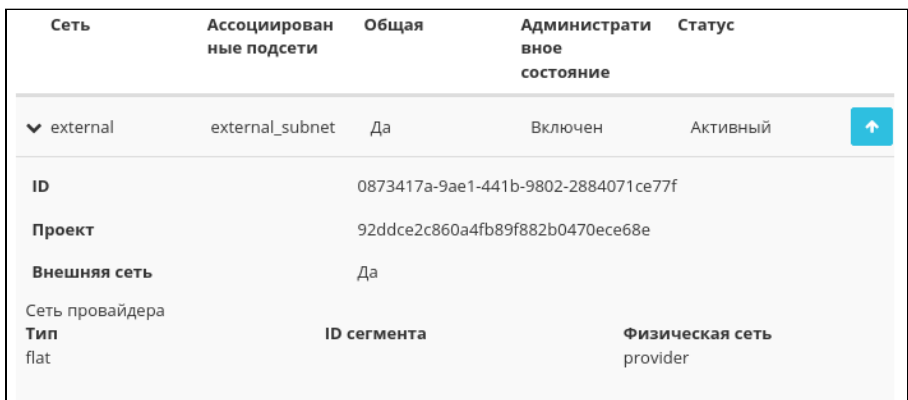 Сеть Ассоциирован Общая Администрати Статус
ные подсети вное
состояние
external external_subnet Да Включен Активный
ID 0873417a-9ae1-441b-9802-2884071ce77f
Проект 92ddce2c860a4fb89f882b0470ece68e
Внешняя сеть Да
Сеть провайдера
Тип ID сегмента Физическая сеть
flat provider